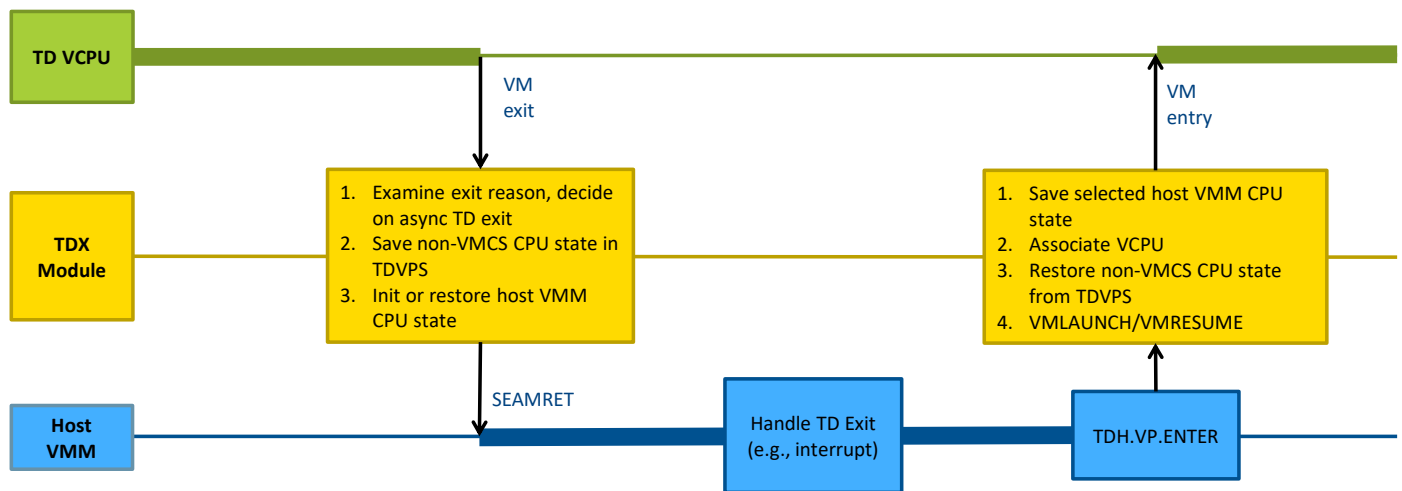 TD VCPU
VM
exit
VM
entry
TDX
Module
1. Examine exit reason, decide
on async TD exit
2. Save non-VMCS CPU state in
TDVPS
3. Init or restore host VMM
CPU state
1. Save selected host VMM CPU
state
2. Associate VCPU
3. Restore non-VMCS CPU state
from TDVPS
4. VMLAUNCH/VMRESUME
SEAMRET
Host
VMM
Handle TD Exit
(e.g., interrupt)
TDH.VP.ENTER